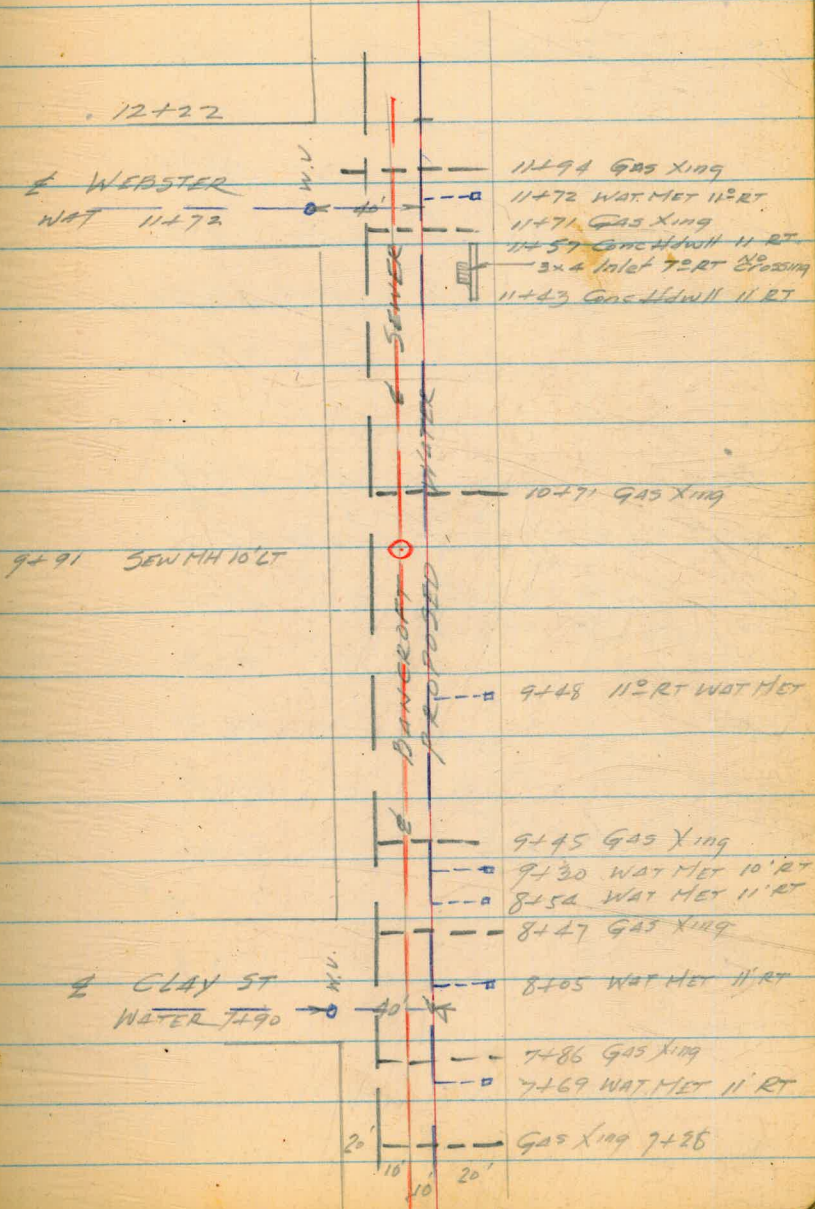 12+22
W.V.
11+94 GAS Xing
℄ WEBSTER
11+72 WAT. MET 11⁰ RT
WAT 11+72
40'
11+71 GAS Xing
11+57 Conc Hdwll 11 RT
3x4 Inlet 7⁰ RT No Crossing
11+43 Conc Hdwll 11' RT
℄ SEWER
WATER
10+71 GAS Xing
9+91 SEW MH 10' LT
℄ BANCROFT
PROPOSED
9+48 11⁰ RT WAT MET
9+45 GAS Xing
9+30 WAT MET 10' RT
8+54 WAT MET 11' RT
8+47 GAS Xing
W.V.
℄ CLAY ST
8+05 WAT MET 11' RT
WATER 7+90
40'
7+86 GAS Xing
7+69 WAT MET 11' RT
20'
GAS Xing 7+28
10'
10'
20'